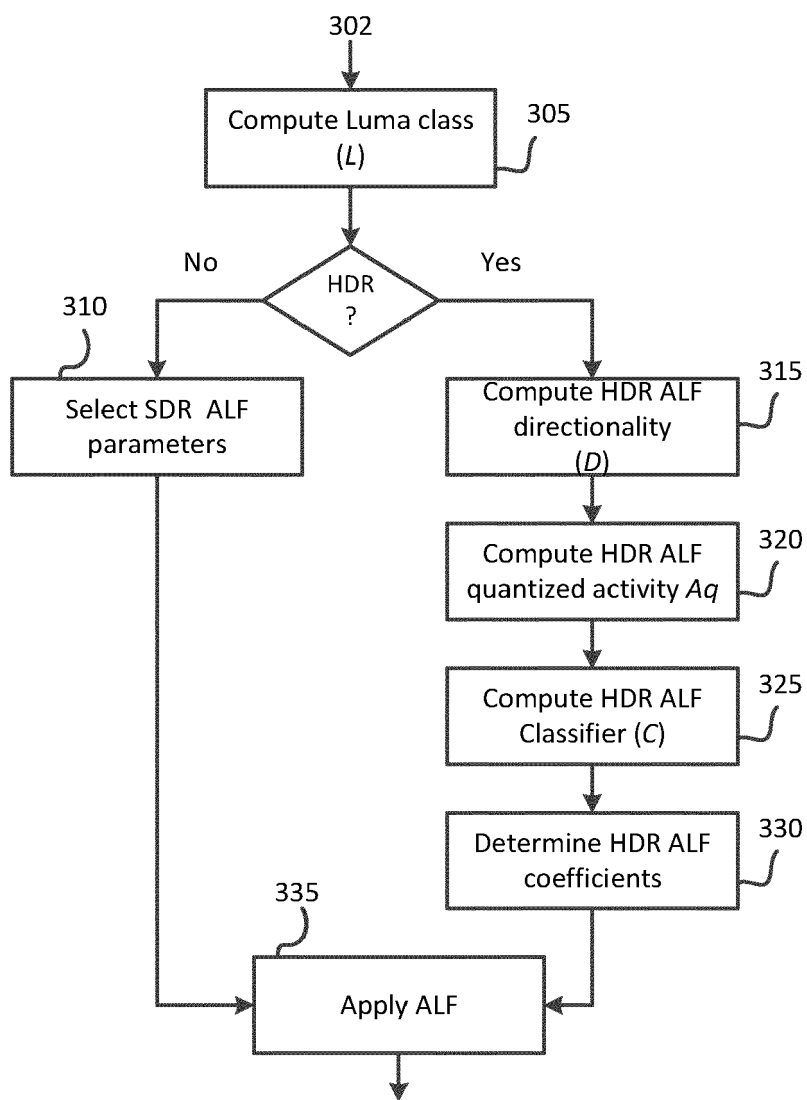 302
Compute Luma class
(L)
305
No
HDR
?
Yes
310
Select SDR ALF
parameters
Compute HDR ALF
directionality
(D)
315
Compute HDR ALF
quantized activity Aq
320
Compute HDR ALF
Classifier (C)
325
Determine HDR ALF
coefficients
330
335
Apply ALF